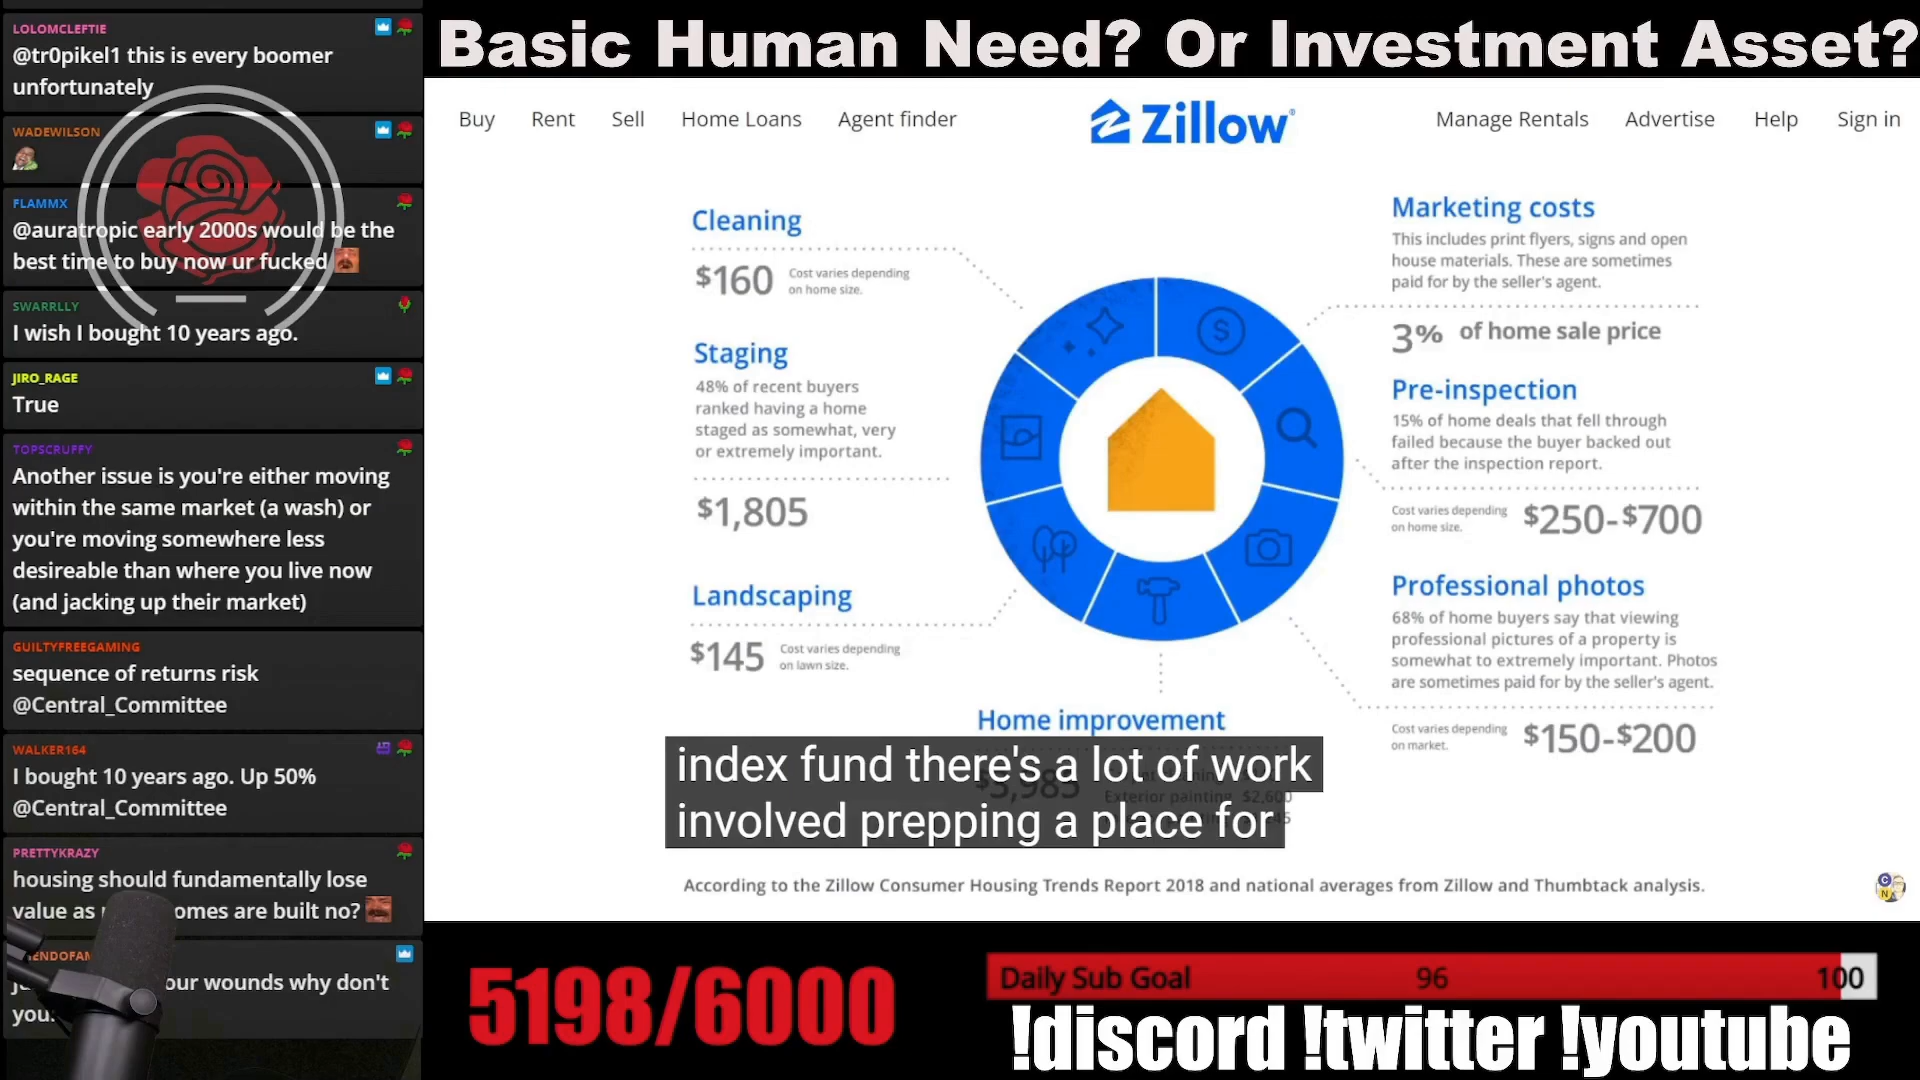 LOLOMCLEFTIE
@tr0pikel1 this is every boomer
unfortunately
WADEWILSON
FLAMMX
@auratropic early 2000s would be the
best time to buy now ur fucked
SWARRLLY
I wish I bought 10 years ago.
JIRO_RAGE
True
TOPSCRUFFY
Another issue is you're either moving
within the same market (a wash) or
you're moving somewhere less
desireable than where you live now
(and jacking up their market)
GUILTYFREEGAMING
sequence of returns risk
@Central_Committee
WALKER164
I bought 10 years ago. Up 50%
@Central_Committee
PRETTYKRAZY
housing should fundamentally lose
value as omes are built no?
ENDOFAM
our wounds why don't
you
Basic Human Need? Or Investment Asset?
Buy Rent Sell Home Loans Agent finder Zillow Manage Rentals Advertise Help Sign in
Cleaning
$160 Cost varies depending
on home size.
Staging
48% of recent buyers
ranked having a home
staged as somewhat, very
or extremely important.
$1,805
Landscaping
$145 Cost varies depending
on lawn size.
Marketing costs
This includes print flyers, signs and open
house materials. These are sometimes
paid for by the seller's agent.
3% of home sale price
Pre-inspection
15% of home deals that fell through
failed because the buyer backed out
after the inspection report.
Cost varies depending
on home size. $250-$700
Professional photos
68% of home buyers say that viewing
professional pictures of a property is
somewhat to extremely important. Photos
are sometimes paid for by the seller's agent.
Cost varies depending
on market. $150-$200
Home improvement
Exterior painting $2,600
index fund there's a lot of work
involved prepping a place for
According to the Zillow Consumer Housing Trends Report 2018 and national averages from Zillow and Thumbtack analysis.
5198/6000
Daily Sub Goal 96 100
!discord !twitter !youtube